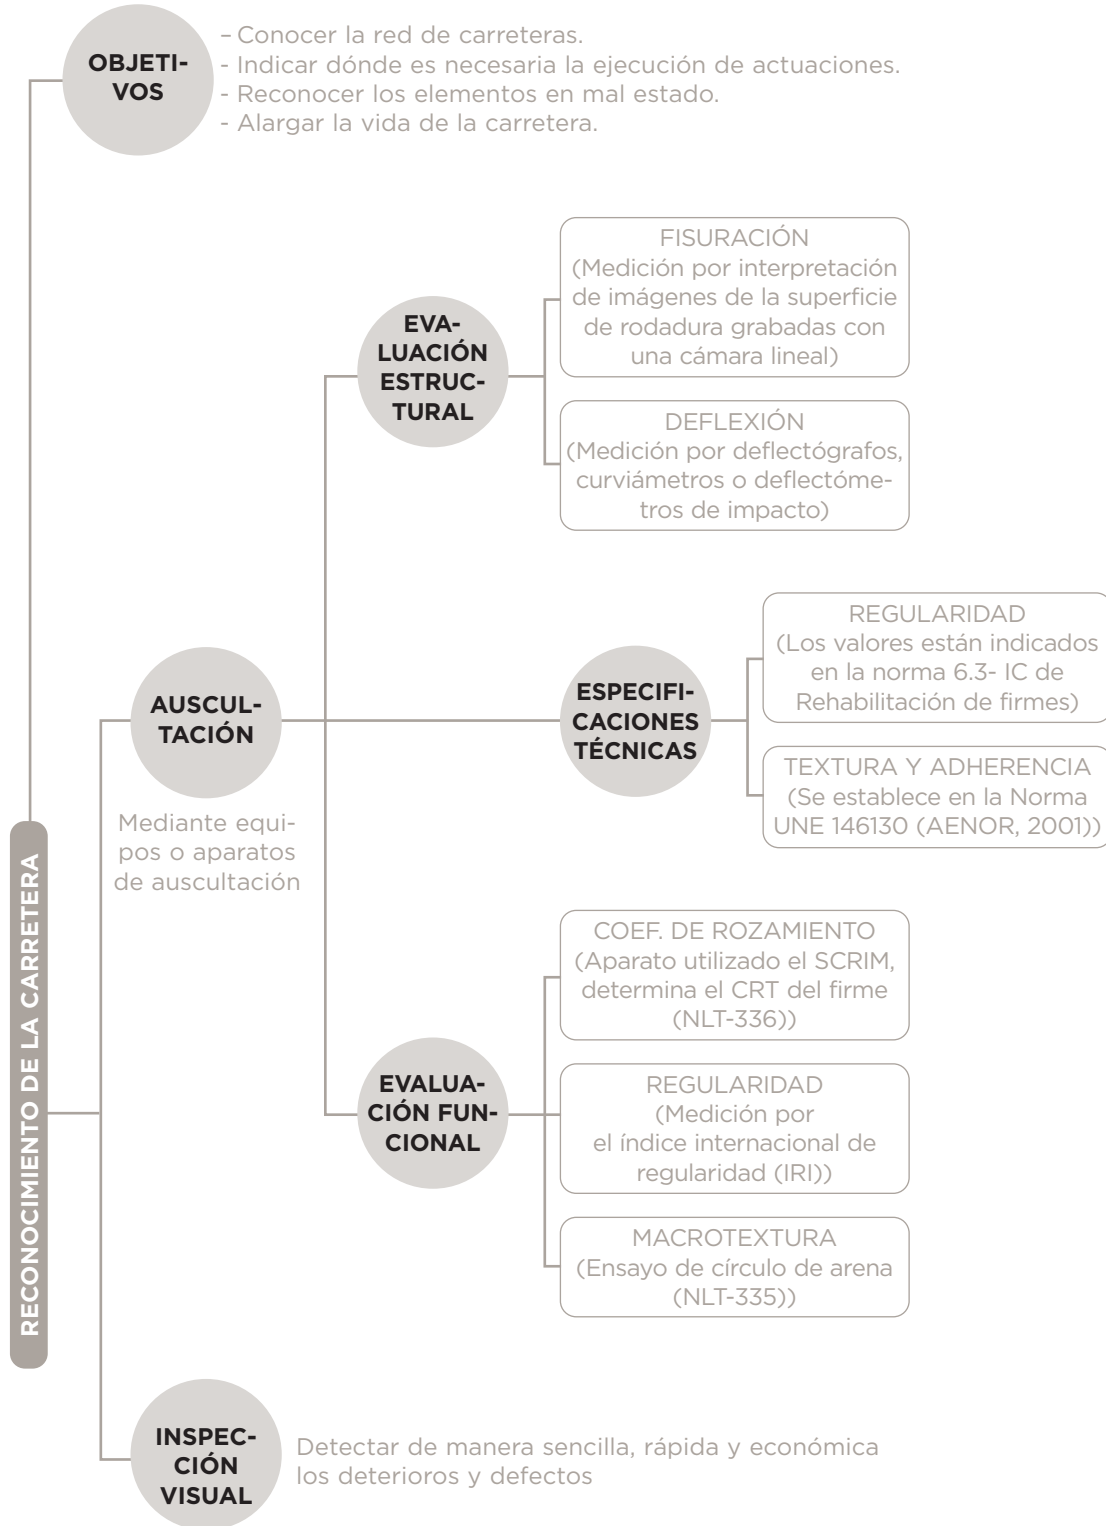 OBJETI-
VOS
– Conocer la red de carreteras.
- Indicar dónde es necesaria la ejecución de actuaciones.
- Reconocer los elementos en mal estado.
- Alargar la vida de la carretera.
FISURACIÓN
(Medición por interpretación
de imágenes de la superficie
de rodadura grabadas con
una cámara lineal)
EVA-
LUACIÓN
ESTRUC-
TURAL
DEFLEXIÓN
(Medición por deflectógrafos,
curviámetros o deflectóme-
tros de impacto)
REGULARIDAD
(Los valores están indicados
en la norma 6.3- IC de
Rehabilitación de firmes)
AUSCUL-
TACIÓN
Mediante equi-
pos o aparatos
de auscultación
ESPECIFI-
CACIONES
TÉCNICAS
TEXTURA Y ADHERENCIA
(Se establece en la Norma
UNE 146130 (AENOR, 2001))
RECONOCIMIENTO DE LA CARRETERA
COEF. DE ROZAMIENTO
(Aparato utilizado el SCRIM,
determina el CRT del firme
(NLT-336))
EVALUA-
CIÓN FUN-
CIONAL
REGULARIDAD
(Medición por
el índice internacional de
regularidad (IRI))
MACROTEXTURA
(Ensayo de círculo de arena
(NLT-335))
INSPEC-
CIÓN
VISUAL
Detectar de manera sencilla, rápida y económica
los deterioros y defectos